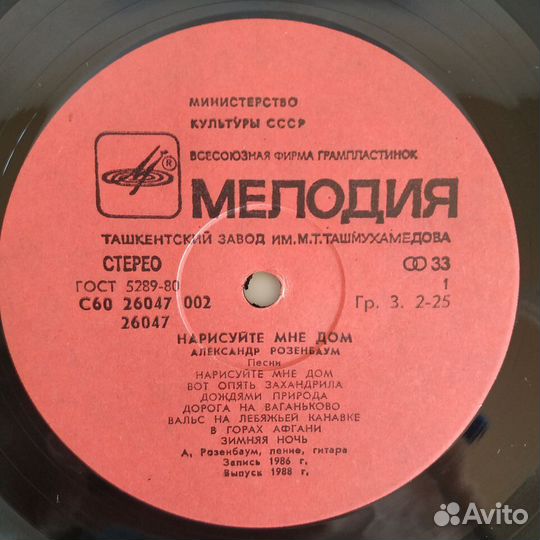 МИНИСТЕРСТВО
КУЛЬТУРЫ СССР
ВСЕСОЮЗНАЯ ФИРМА ГРАМПЛАСТИНОК
®
МЕЛОДИЯ
ТАШКЕНТСКИЙ ЗАВОД ИМ.М.Т.ТАШМУХАМЕДОВА
СТЕРЕО 33
ГОСТ 5289-80 1
С60 26047 002 Гр. 3. 2-25
26047
НАРИСУЙТЕ МНЕ ДОМ
АЛЕКСАНДР РОЗЕНБАУМ
Песни
НАРИСУЙТЕ МНЕ ДОМ
ВОТ ОПЯТЬ ЗАХАНДРИЛА
ДОЖДЯМИ ПРИРОДА
ДОРОГА НА ВАГАНЬКОВО
ВАЛЬС НА ЛЕБЯЖЬЕЙ КАНАВКЕ
В ГОРАХ АФГАНИ
ЗИМНЯЯ НОЧЬ
А. Розенбаум, пение, гитара
Запись 1986 г.
Выпуск 1988 г.
Avito